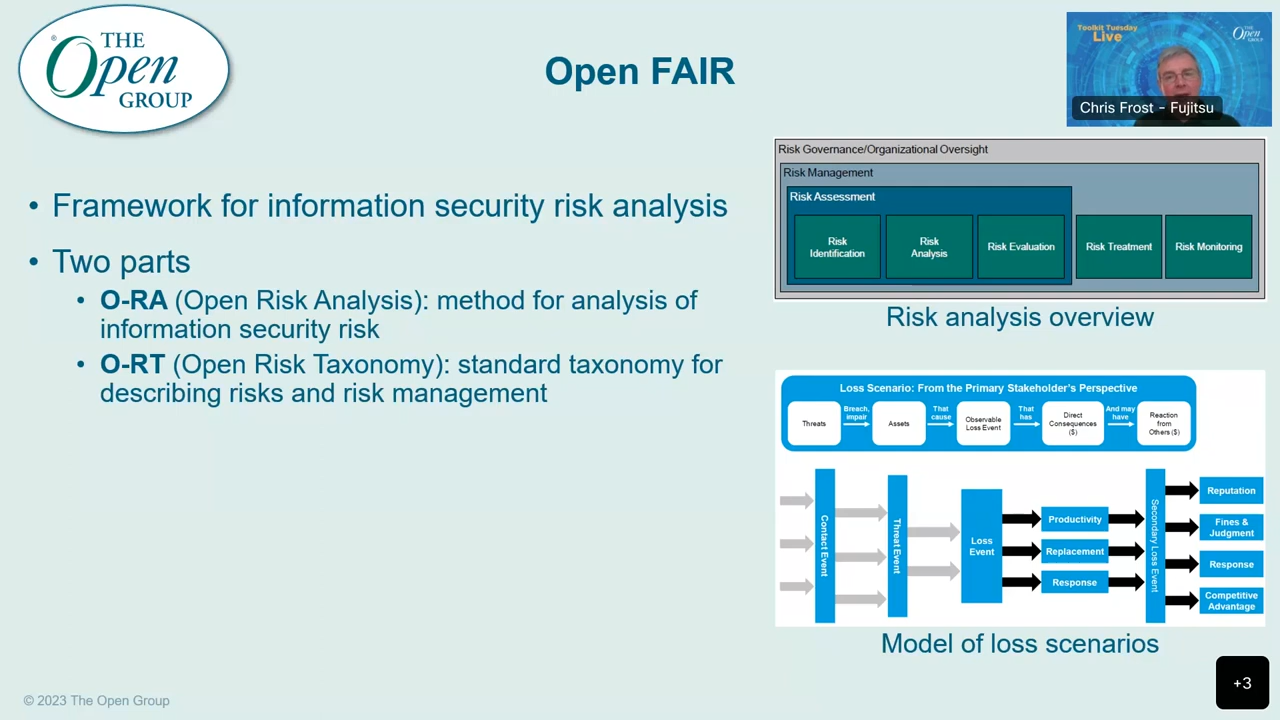 THE
Open
GROUP
®
Open FAIR
Toolkit Tuesday
Live
The
Open
GROUP
Chris Frost - Fujitsu
• Framework for information security risk analysis
• Two parts
• O-RA (Open Risk Analysis): method for analysis of
information security risk
• O-RT (Open Risk Taxonomy): standard taxonomy for
describing risks and risk management
Risk Governance/Organizational Oversight
Risk Management
Risk Assessment
Risk
Identification
Risk
Analysis
Risk Evaluation
Risk Treatment
Risk Monitoring
Risk analysis overview
Loss Scenario: From the Primary Stakeholder's Perspective
Threats
Breach,
impair
Assets
That
cause
Observable
Loss Event
That
has
Direct
Consequences
($)
And may
have
Reaction
from
Others ($)
Contact Event
Threat Event
Loss
Event
Productivity
Replacement
Response
Secondary Loss Event
Reputation
Fines &
Judgment
Response
Competitive
Advantage
Model of loss scenarios
+3
© 2023 The Open Group